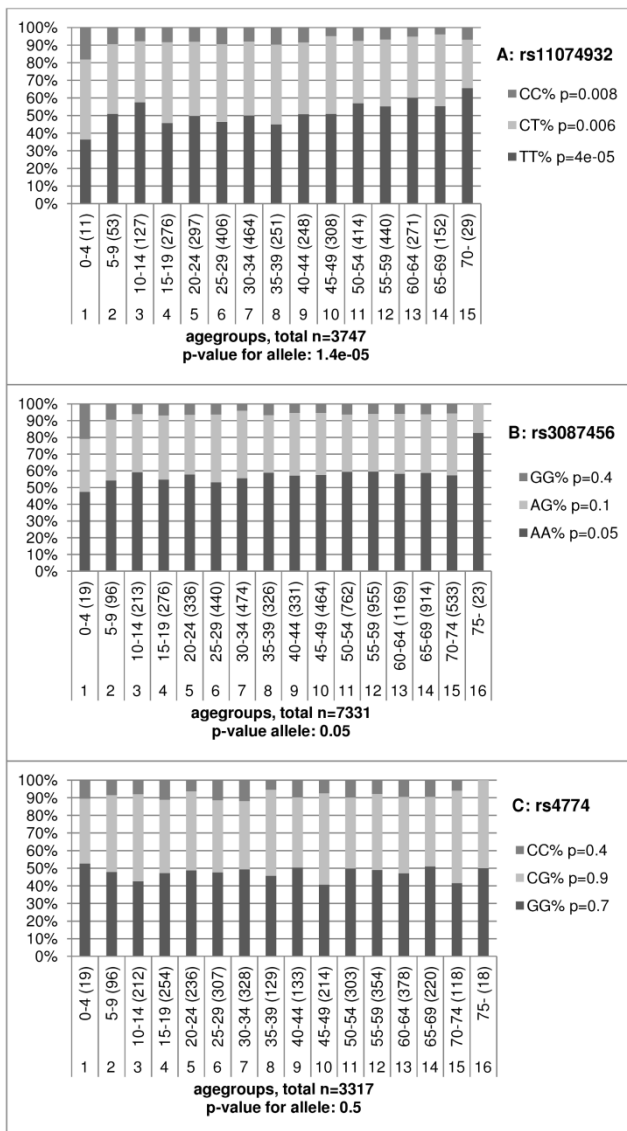 100%
90%
80%
70%
60%
50%
40%
30%
20%
10%
0%
A: rs11074932
CC% p=0.008
CT% p=0.006
TT% p=4e-05
0-4 (11) 5-9 (53) 10-14 (127) 15-19 (276) 20-24 (297) 25-29 (406) 30-34 (464) 35-39 (251) 40-44 (248) 45-49 (308) 50-54 (414) 55-59 (440) 60-64 (271) 65-69 (152) 70- (29)
1 2 3 4 5 6 7 8 9 10 11 12 13 14 15
agegroups, total n=3747
p-value for allele: 1.4e-05
100%
90%
80%
70%
60%
50%
40%
30%
20%
10%
0%
B: rs3087456
GG% p=0.4
AG% p=0.1
AA% p=0.05
0-4 (19) 5-9 (96) 10-14 (213) 15-19 (276) 20-24 (336) 25-29 (440) 30-34 (474) 35-39 (326) 40-44 (331) 45-49 (464) 50-54 (762) 55-59 (955) 60-64 (1169) 65-69 (914) 70-74 (533) 75- (23)
1 2 3 4 5 6 7 8 9 10 11 12 13 14 15 16
agegroups, total n=7331
p-value allele: 0.05
100%
90%
80%
70%
60%
50%
40%
30%
20%
10%
0%
C: rs4774
CC% p=0.4
CG% p=0.9
GG% p=0.7
0-4 (19) 5-9 (96) 10-14 (212) 15-19 (254) 20-24 (236) 25-29 (307) 30-34 (328) 35-39 (129) 40-44 (133) 45-49 (214) 50-54 (303) 55-59 (354) 60-64 (378) 65-69 (220) 70-74 (118) 75- (18)
1 2 3 4 5 6 7 8 9 10 11 12 13 14 15 16
agegroups, total n=3317
p-value for allele: 0.5